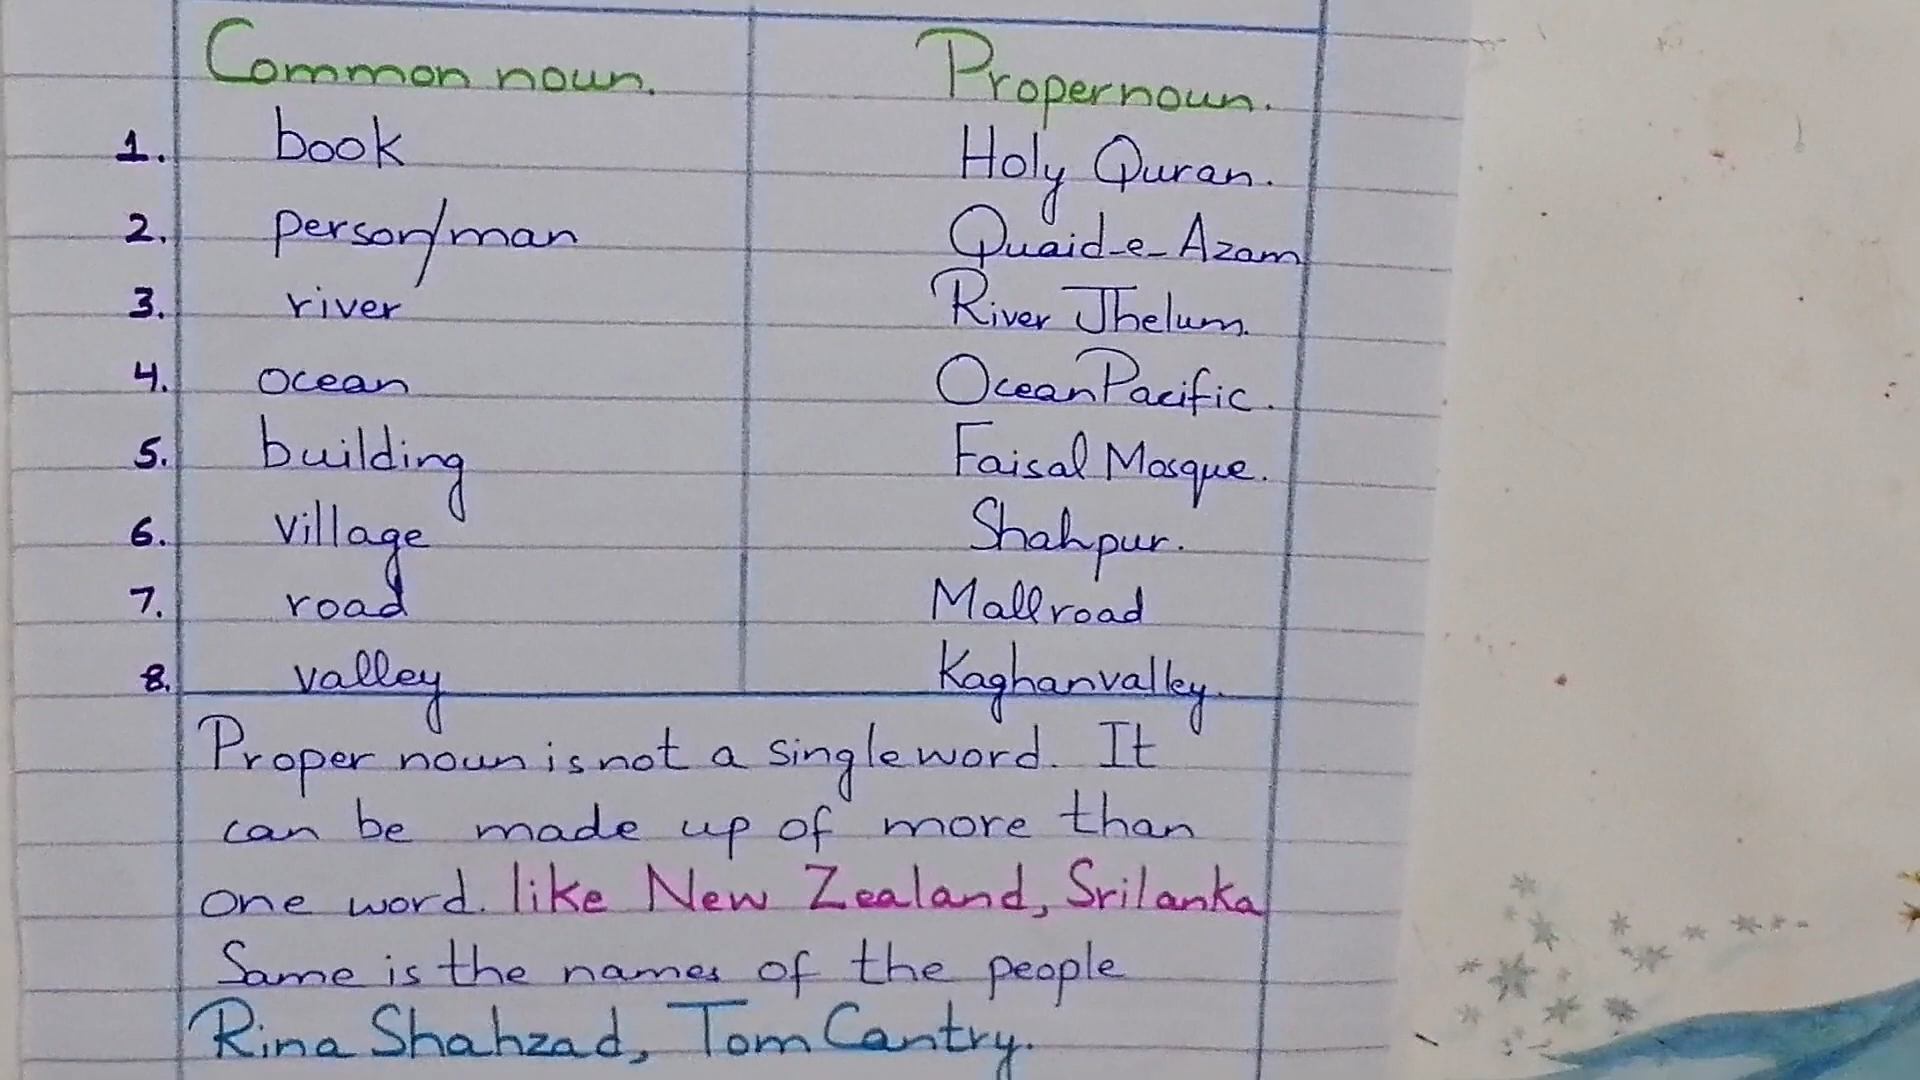 Common noun. Proper noun.
1. book Holy Quran.
2. person/man Quaid-e-Azam
3. river River Jhelum.
4. ocean Ocean Pacific.
5. building Faisal Mosque.
6. village Shahpur.
7. road Mall road
8. valley Kaghan valley.
Proper noun is not a single word. It
can be made up of more than
one word. like New Zealand, Srilanka
Same is the names of the people
Rina Shahzad, Tom Cantry.